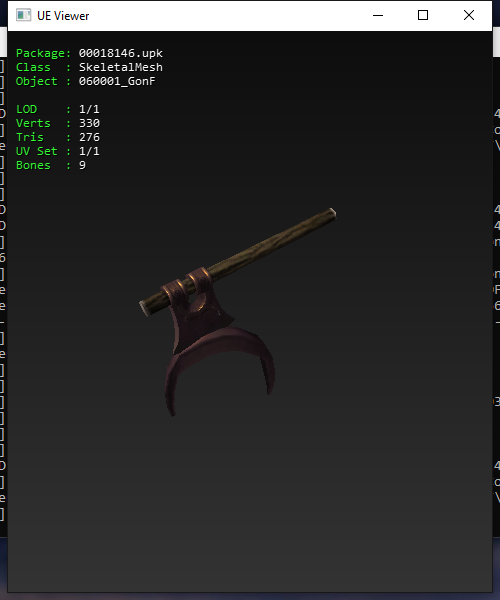 UE Viewer
Package: 00018146.upk
Class : SkeletalMesh
Object : 060001_GonF
LOD : 1/1
Verts : 330
Tris : 276
UV Set : 1/1
Bones : 9